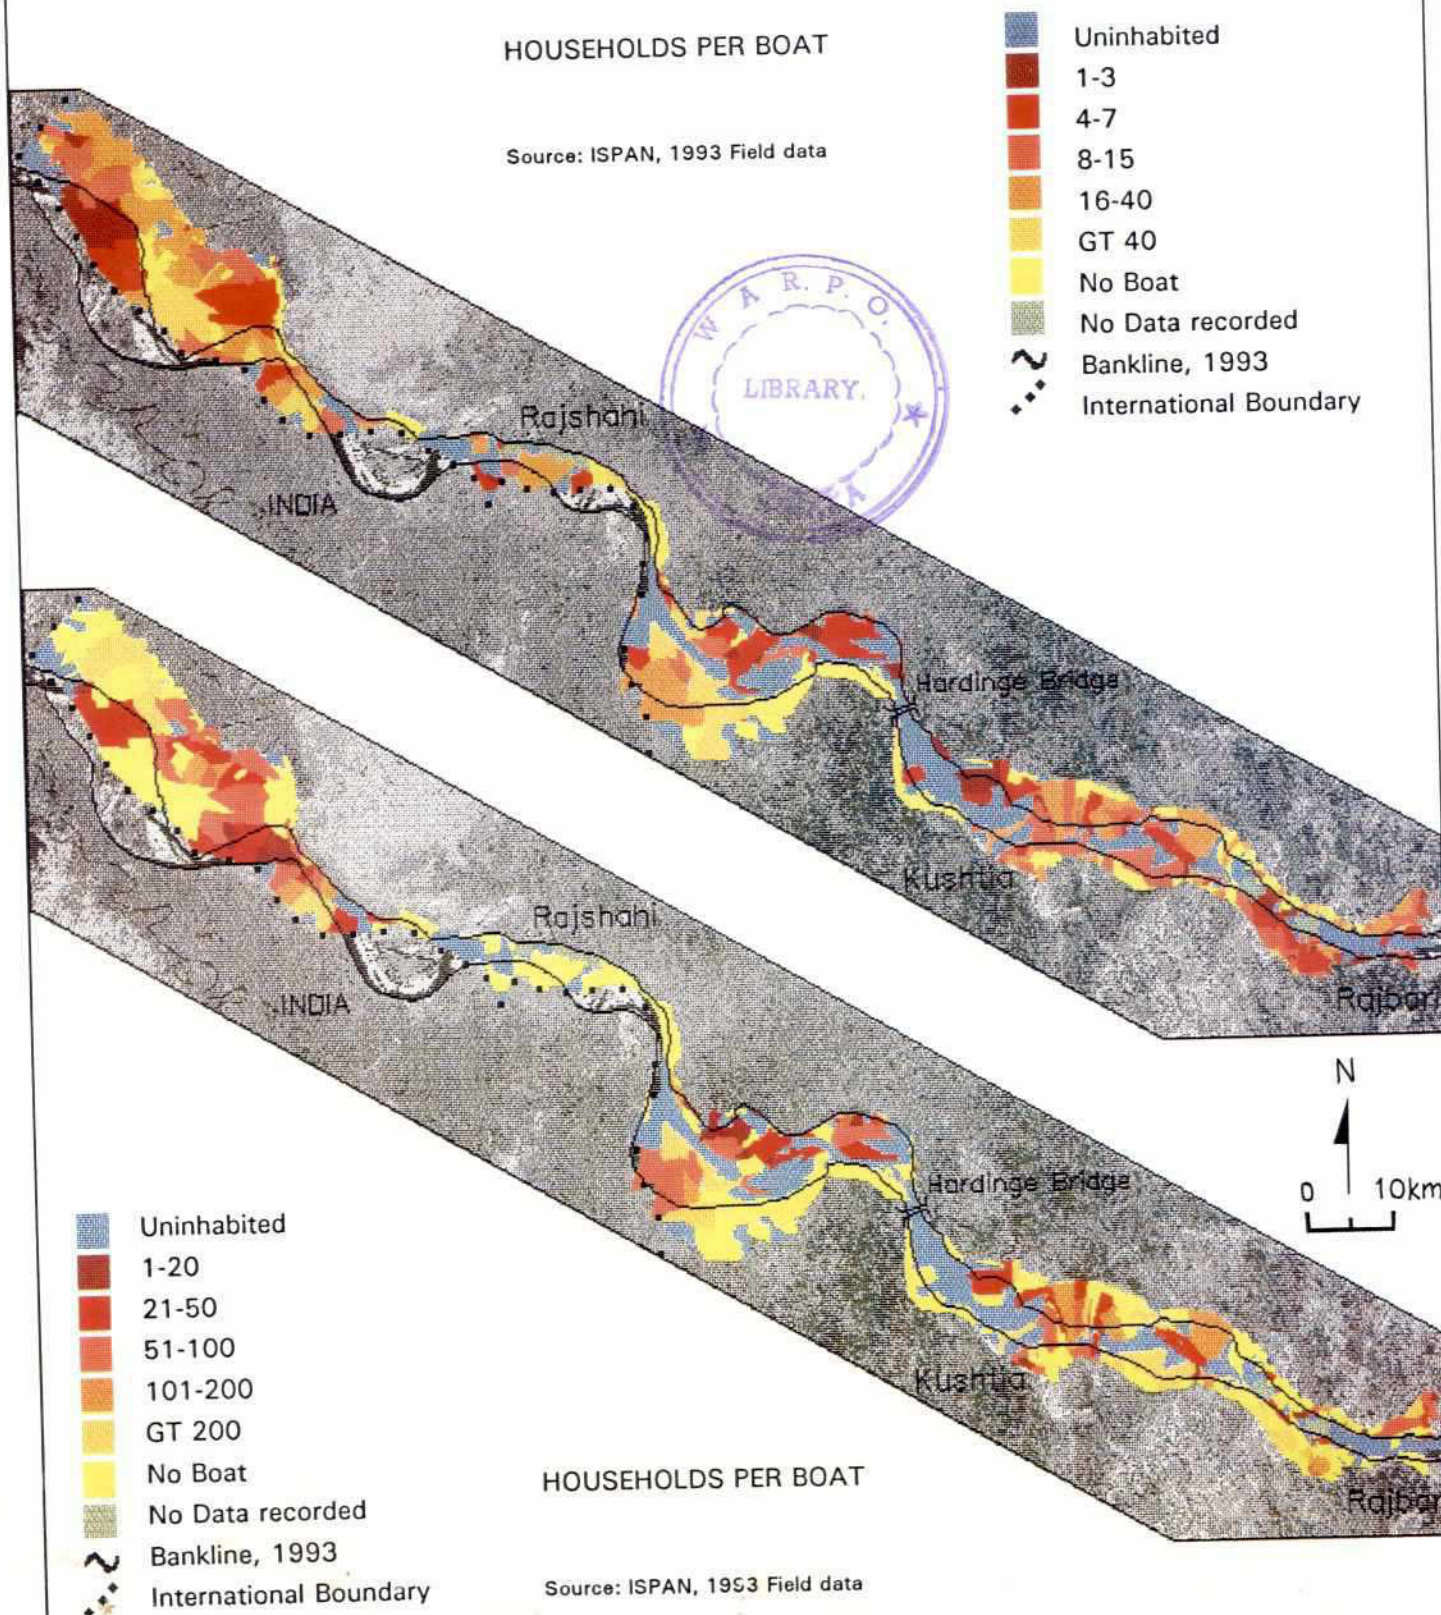 HOUSEHOLDS PER BOAT
Source: ISPAN, 1993 Field data
Uninhabited
1-3
4-7
8-15
16-40
GT 40
No Boat
No Data recorded
Bankline, 1993
International Boundary
W A R. P. O.
LIBRARY.
Rajshahi
INDIA
Hardinge Bridge
Kushtia
Rajbari
Rajshahi
INDIA
Hardinge Bridge
Kushtia
Rajbar
N
0 10km
Uninhabited
1-20
21-50
51-100
101-200
GT 200
No Boat
No Data recorded
Bankline, 1993
International Boundary
HOUSEHOLDS PER BOAT
Source: ISPAN, 1993 Field data